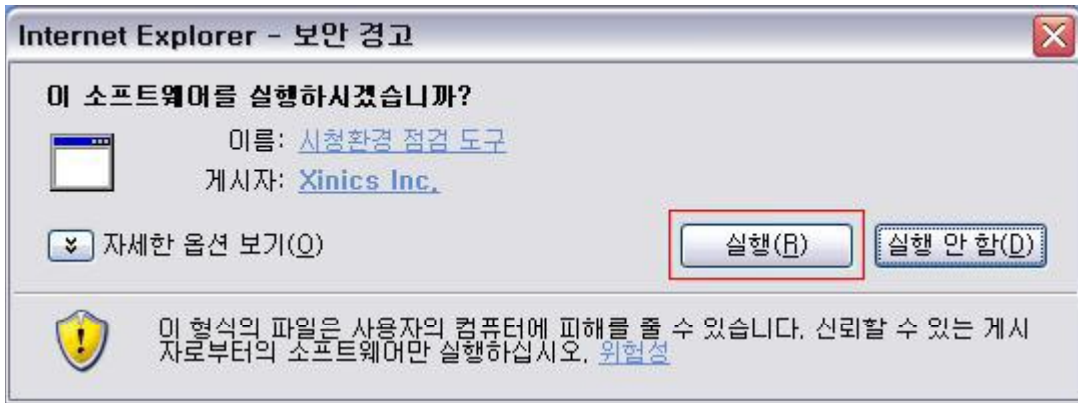 Internet Explorer - 보안 경고
이 소프트웨어를 실행하시겠습니까?
이름: 시청환경 점검 도구
게시자: Xinics Inc.
자세한 옵션 보기(O)
실행(R)
실행 안 함(D)
이 형식의 파일은 사용자의 컴퓨터에 피해를 줄 수 있습니다. 신뢰할 수 있는 게시
자로부터의 소프트웨어만 실행하십시오. 위험성